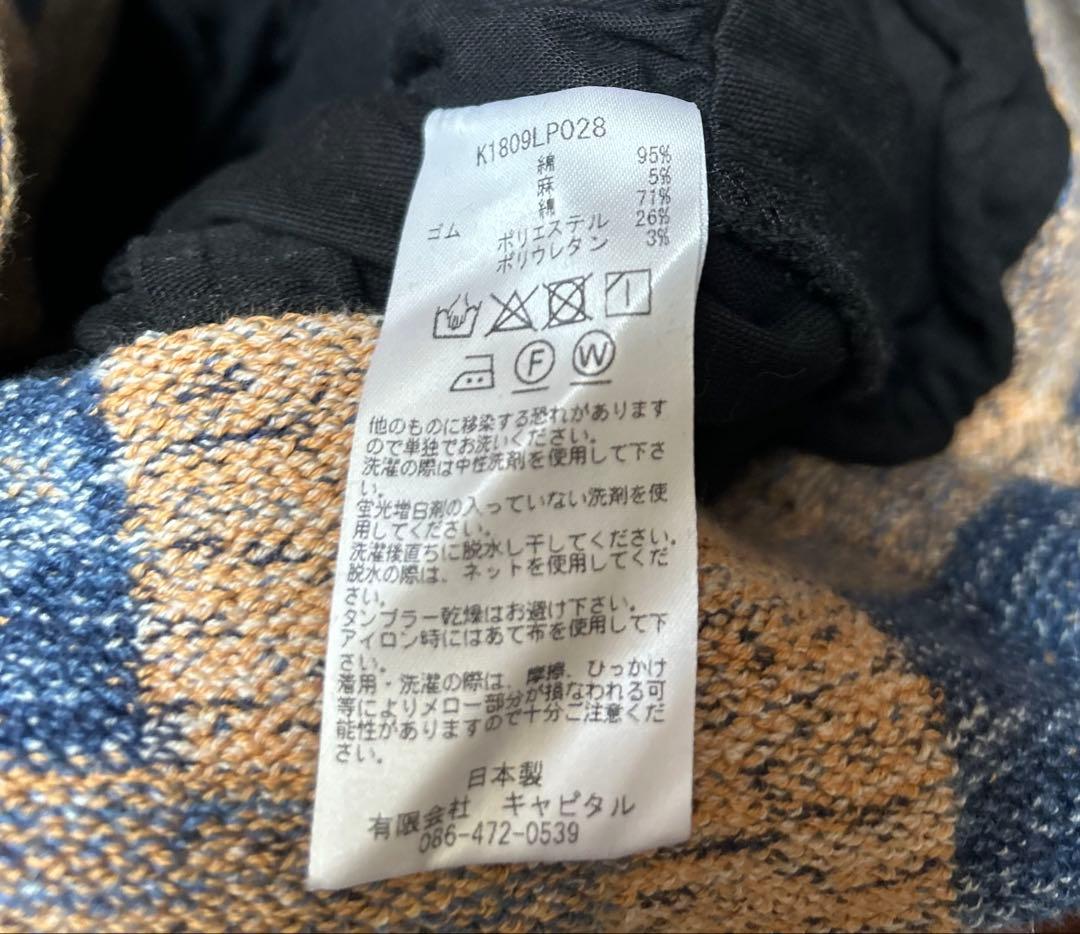 K1809LP028
綿 95%
麻 5%
綿 71%
ゴム ポリエステル 26%
ポリウレタン 3%
F W
他のものに移染する恐れがあります
ので単独でお洗いください。
洗濯の際は中性洗剤を使用して下さ
い。
蛍光増白剤の入っていない洗剤を使
用してください。
洗濯後直ちに脱水し干してください。
脱水の際は、ネットを使用してくだ
さい。
タンブラー乾燥はお避け下さい。
アイロン時にはあて布を使用して下
さい。
着用・洗濯の際は、摩擦、ひっかけ
等によりメロー部分が損なわれる可
能性がありますので十分ご注意くだ
さい。
日本製
有限会社 キャピタル
086-472-0539